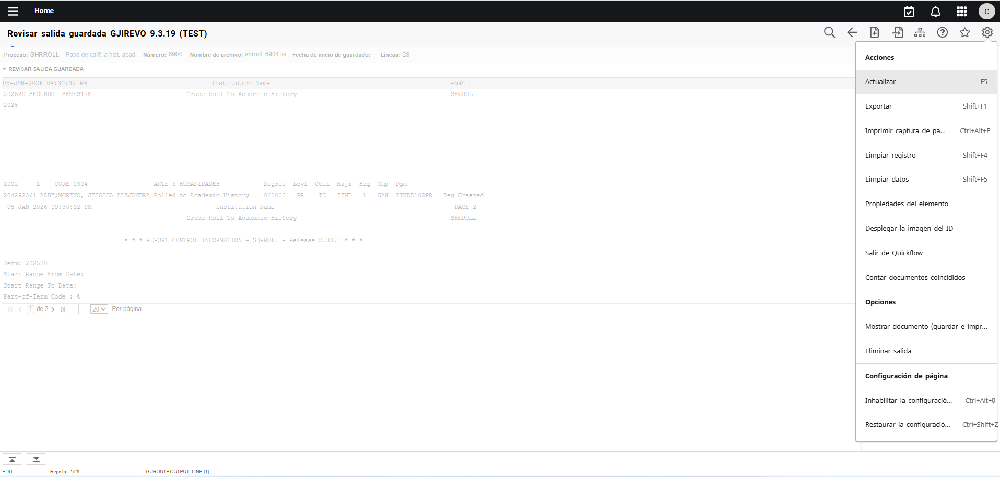 Home
C
Revisar salida guardada GJIREVO 9.3.19 (TEST)
Proceso: SHRROLL Paso de calif. a hist. acad. Número: 6904 Nombre de archivo: shrroll_6904.lis Fecha de inicio de guardado: Líneas: 28
REVISAR SALIDA GUARDADA
05-JAN-2026 09:30:32 PM Institution Name PAGE 1
202520 SEGUNDO SEMESTRE Grade Roll To Academic History SHRROLL
2025
1002 1 CORE 0304 ARTE Y HUMANIDADES Degree Levl Coll Majr Seq Cmp Pgm
204292361 AABY;MORENO, JESSICA ALEJANDRA Rolled to Academic History 000003 PR IC IIND 1 SAN IINDD102PR Deg Created
05-JAN-2026 09:30:32 PM Institution Name PAGE 2
Grade Roll To Academic History SHRROLL
* * * REPORT CONTROL INFORMATION - SHRROLL - Release 8.33.1 * * *
Term: 202520
Start Range From Date:
Start Range To Date:
Part-of-Term Code : %
1 de 2 20 Por página
Acciones
Actualizar F5
Exportar Shift+F1
Imprimir captura de pa... Ctrl+Alt+P
Limpiar registro Shift+F4
Limpiar datos Shift+F5
Propiedades del elemento
Desplegar la imagen del ID
Salir de Quickflow
Contar documentos coincididos
Opciones
Mostrar documento (guardar e impr...
Eliminar salida
Configuración de página
Inhabilitar la configuració... Ctrl+Alt+0
Restaurar la configuració... Ctrl+Shift+Z
EDIT Registro: 1/28 GUROUTP.OUTPUT_LINE [1]